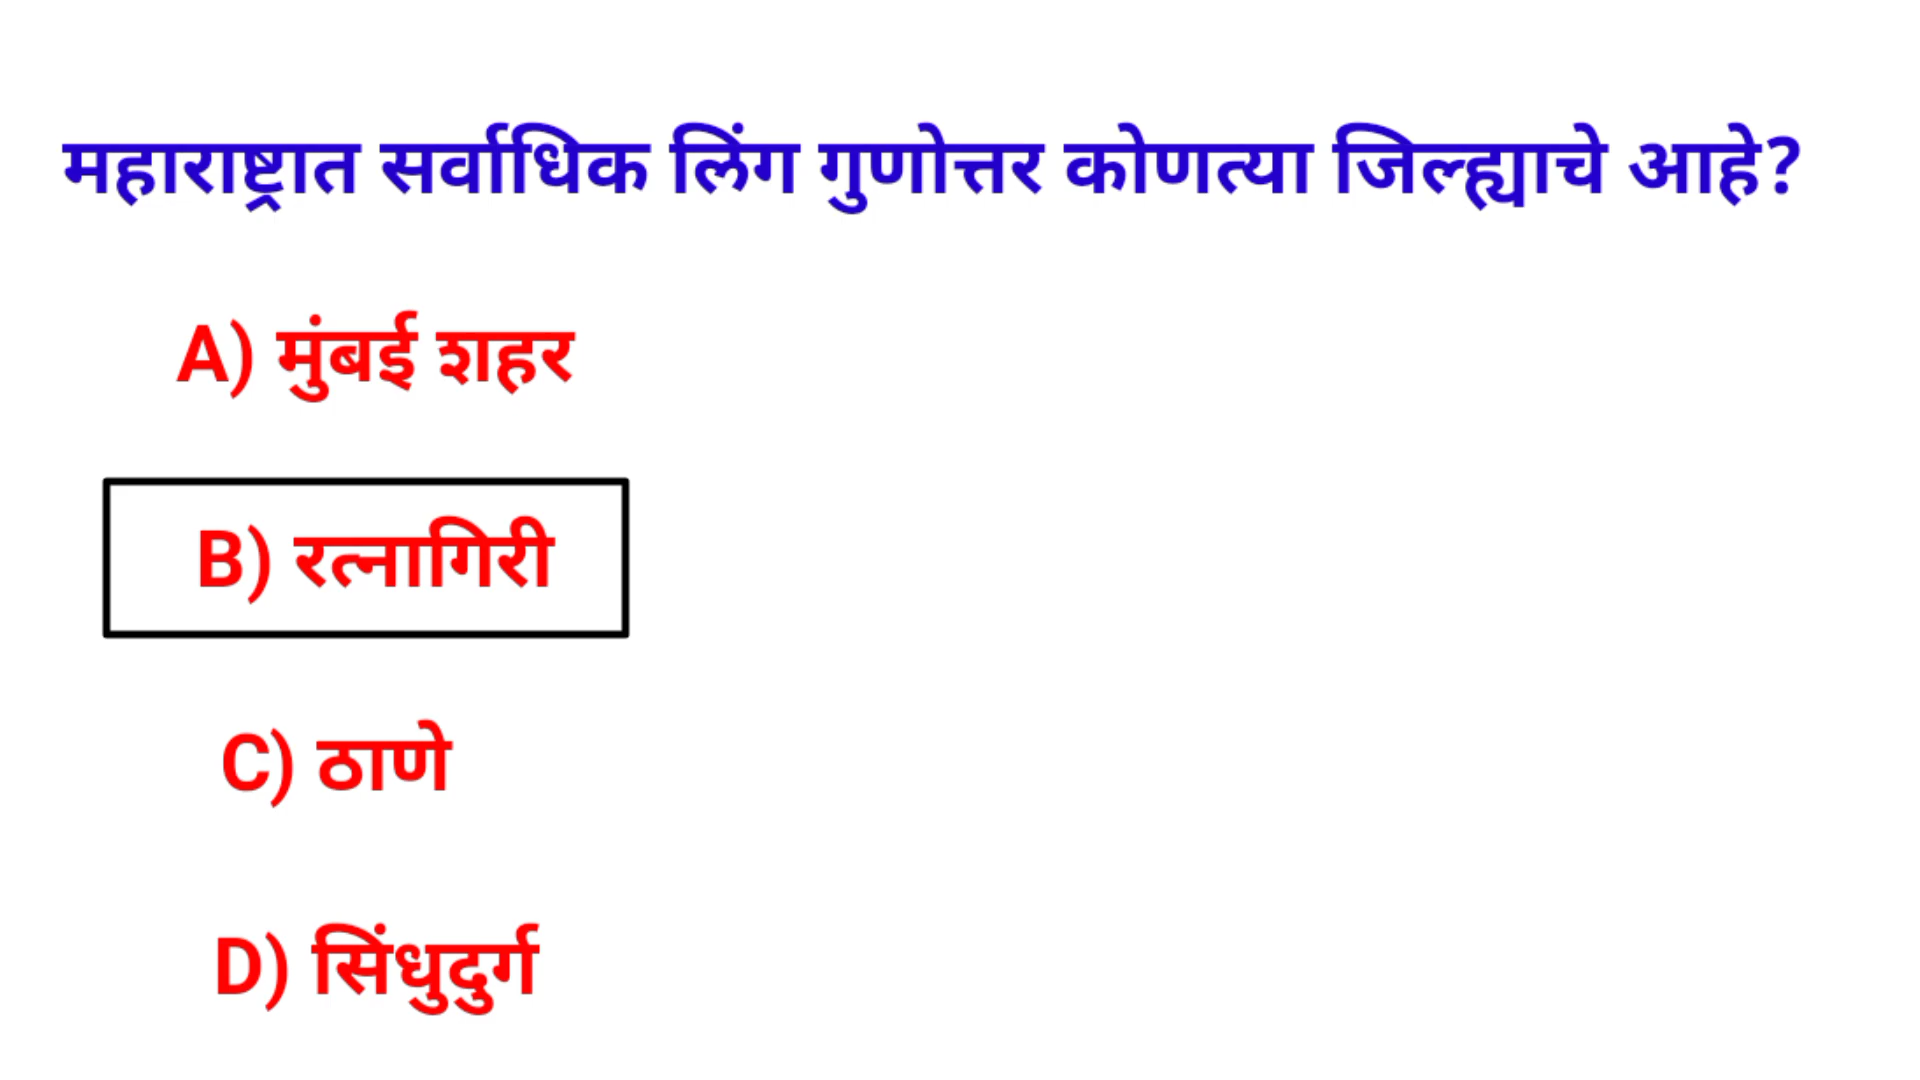 महाराष्ट्रात सर्वाधिक लिंग गुणोत्तर कोणत्या जिल्ह्याचे आहे?
A) मुंबई शहर
B) रत्नागिरी
C) ठाणे
D) सिंधुदुर्ग